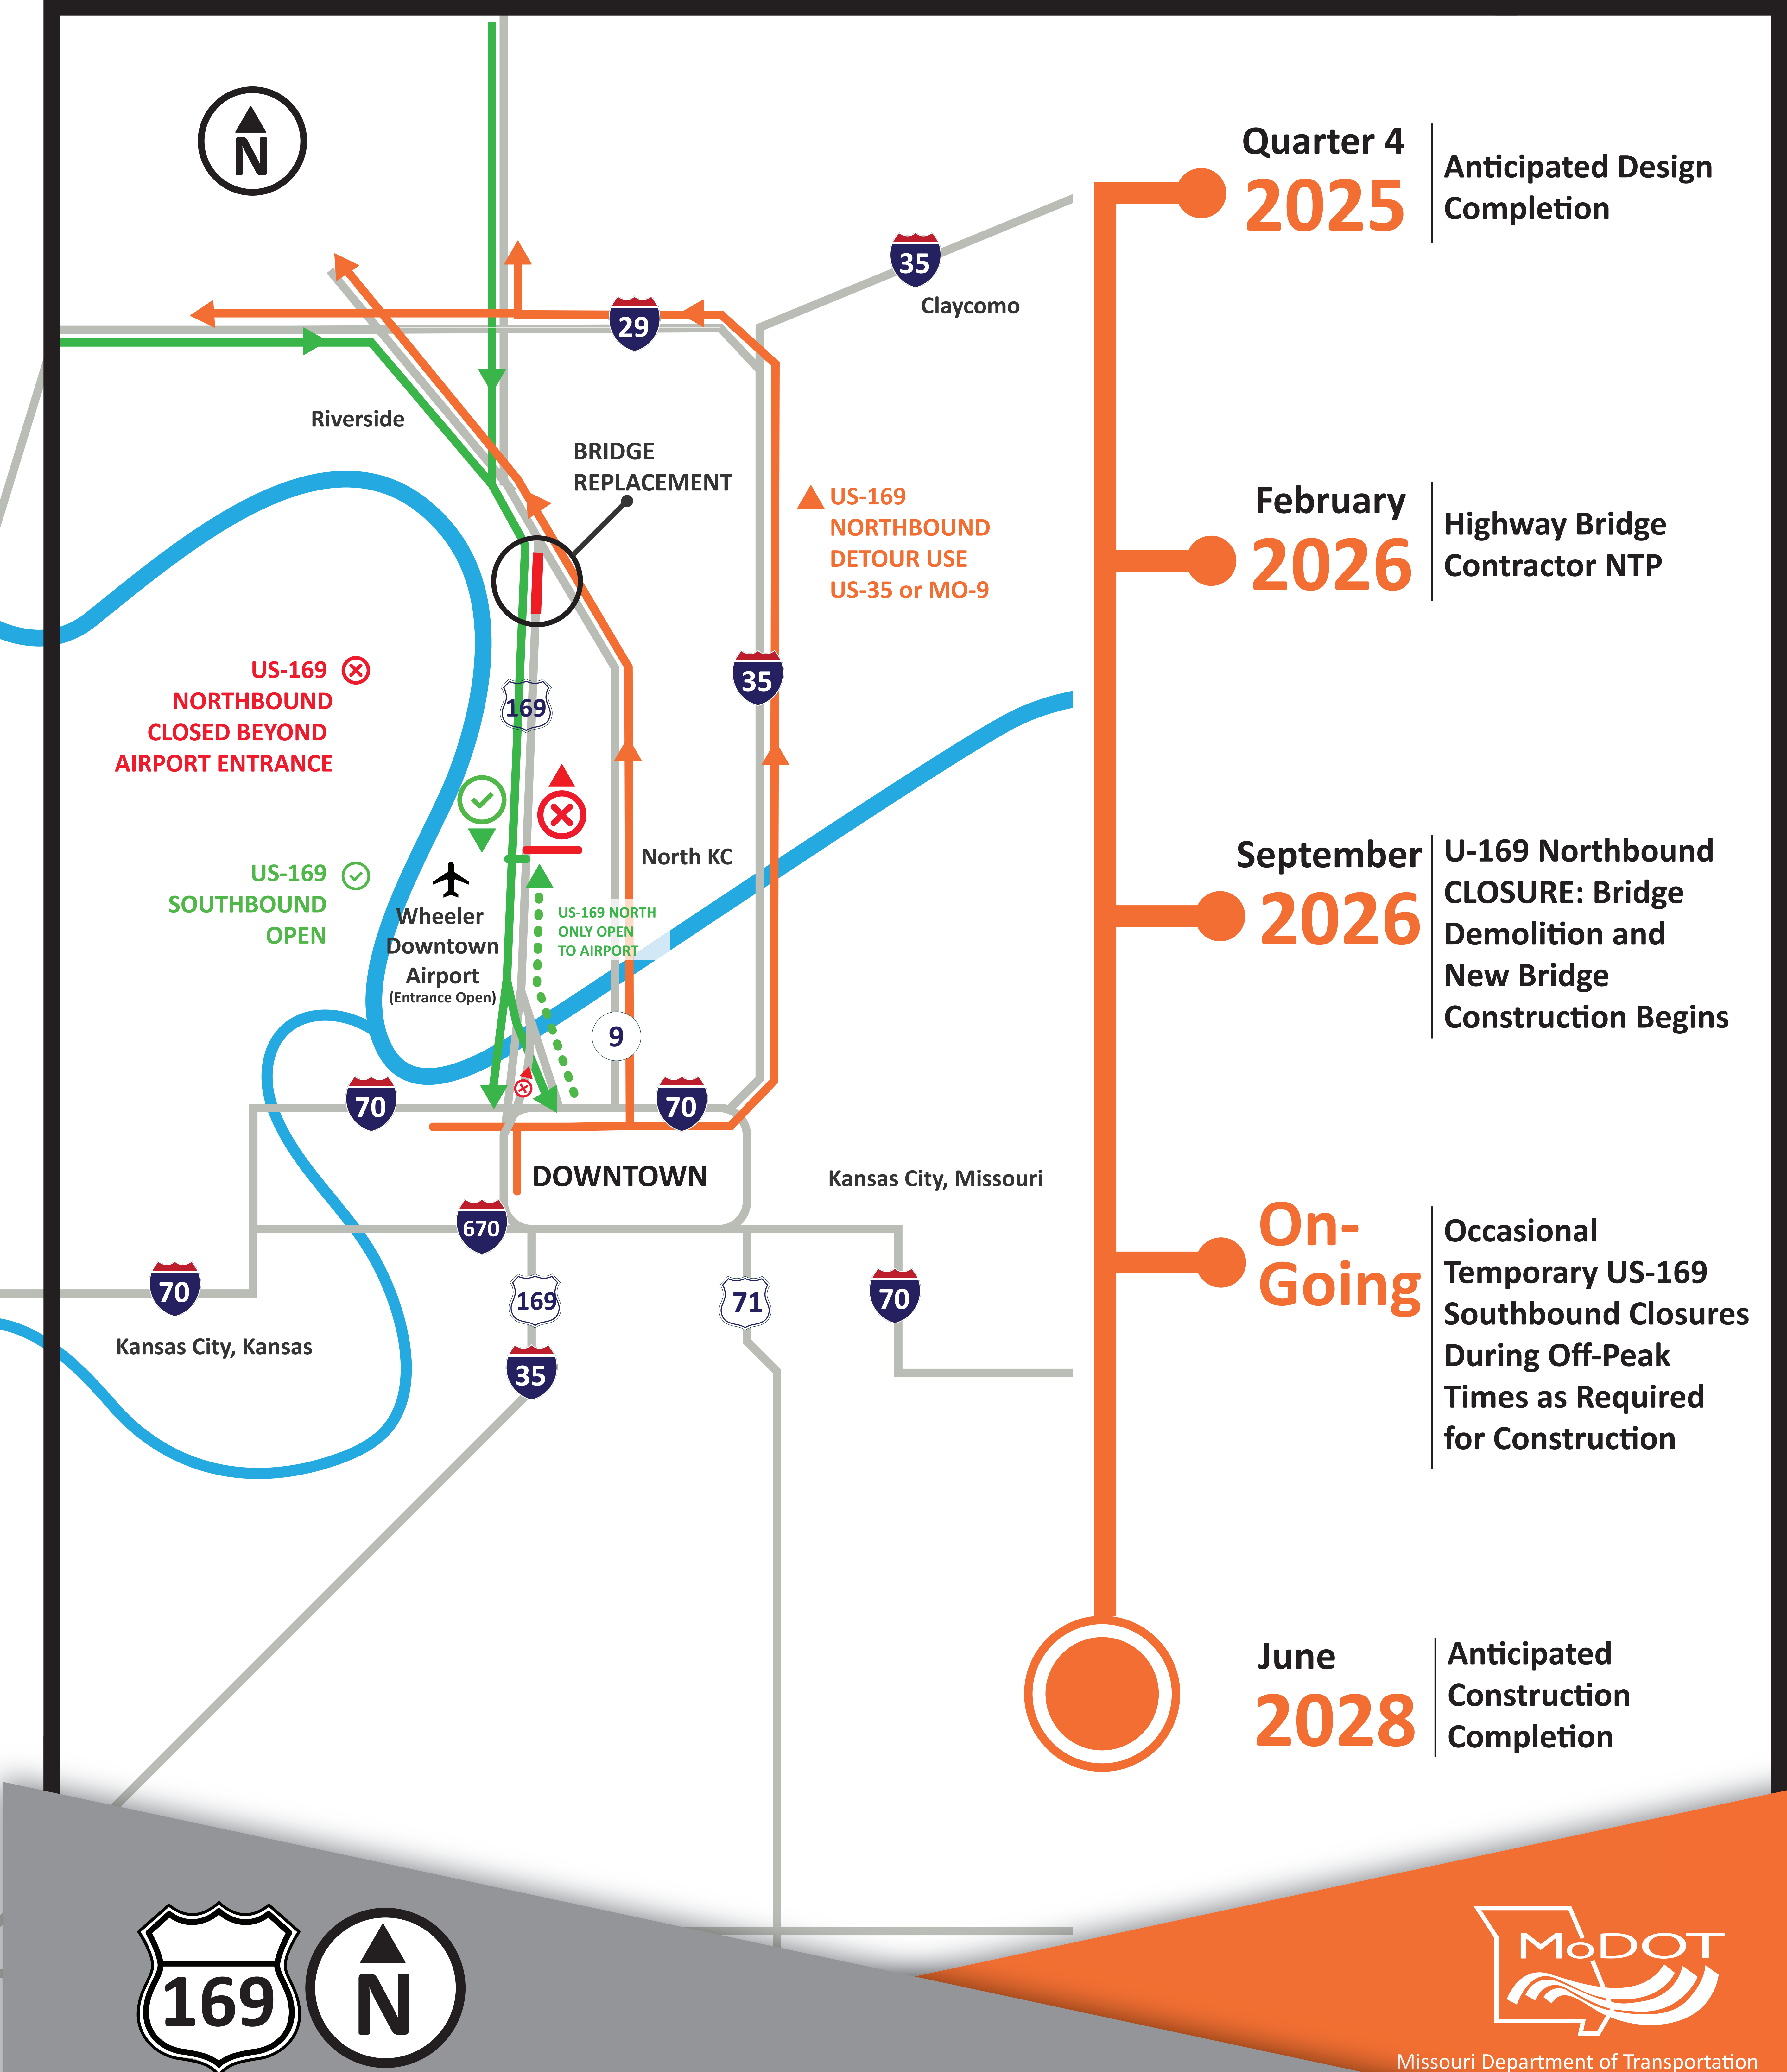 N
35
Claycomo
29
Riverside
BRIDGE
REPLACEMENT
US-169
NORTHBOUND
DETOUR USE
US-35 or MO-9
US-169
NORTHBOUND
CLOSED BEYOND
AIRPORT ENTRANCE
169
35
North KC
US-169
SOUTHBOUND
OPEN
Wheeler
Downtown
Airport
(Entrance Open)
US-169 NORTH
ONLY OPEN
TO AIRPORT
9
70
70
DOWNTOWN
Kansas City, Missouri
670
70
169
71
70
Kansas City, Kansas
35
Quarter 4
2025
Anticipated Design
Completion
February
2026
Highway Bridge
Contractor NTP
September
2026
U-169 Northbound
CLOSURE: Bridge
Demolition and
New Bridge
Construction Begins
On-
Going
Occasional
Temporary US-169
Southbound Closures
During Off-Peak
Times as Required
for Construction
June
2028
Anticipated
Construction
Completion
169
N
MoDOT
Missouri Department of Transportation